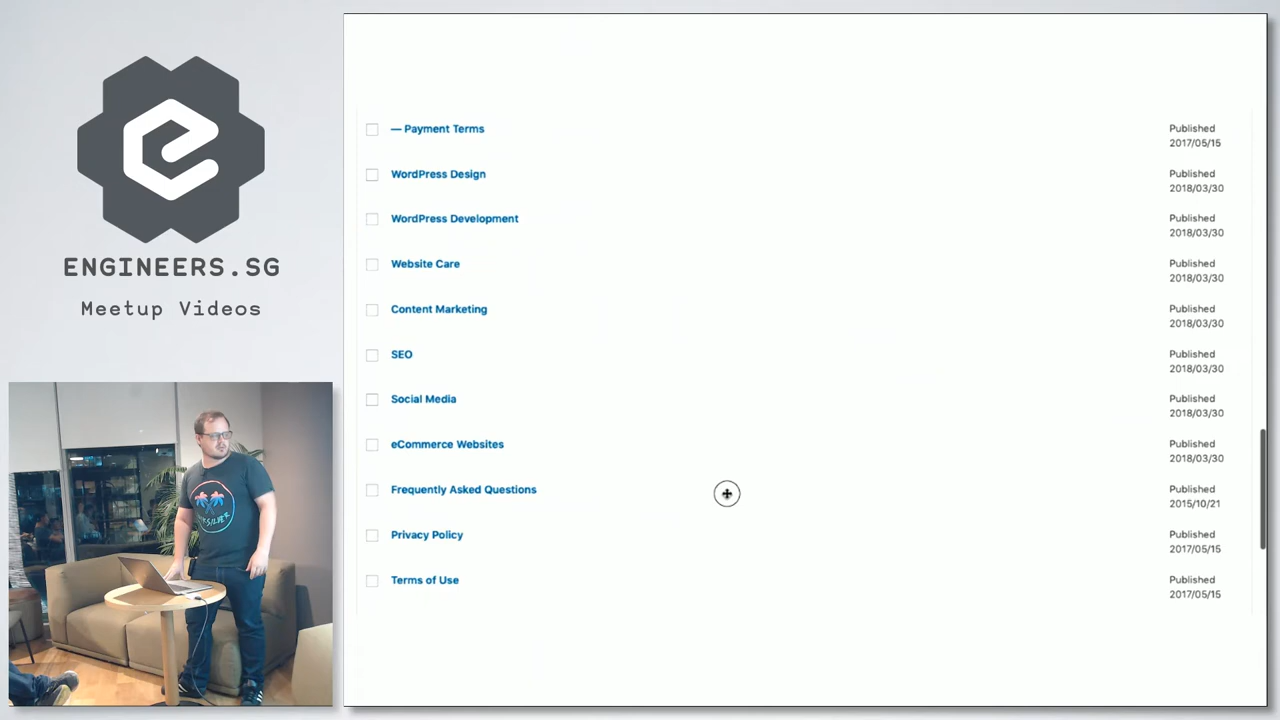 ENGINEERS.SG
Meetup Videos
— Payment Terms
Published
2017/05/15
WordPress Design
Published
2018/03/30
WordPress Development
Published
2018/03/30
Website Care
Published
2018/03/30
Content Marketing
Published
2018/03/30
SEO
Published
2018/03/30
Social Media
Published
2018/03/30
eCommerce Websites
Published
2018/03/30
Frequently Asked Questions
Published
2015/10/21
Privacy Policy
Published
2017/05/15
Terms of Use
Published
2017/05/15